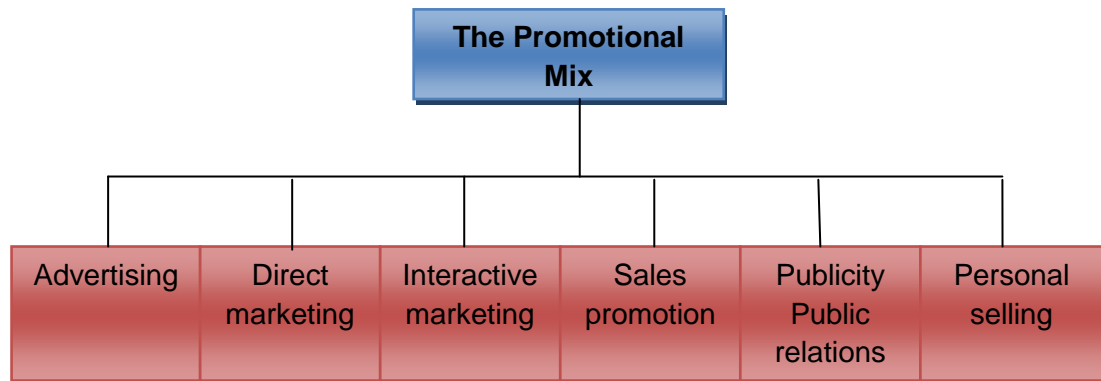 The Promotional
Mix
Advertising
Direct
marketing
Interactive
marketing
Sales
promotion
Publicity
Public
relations
Personal
selling